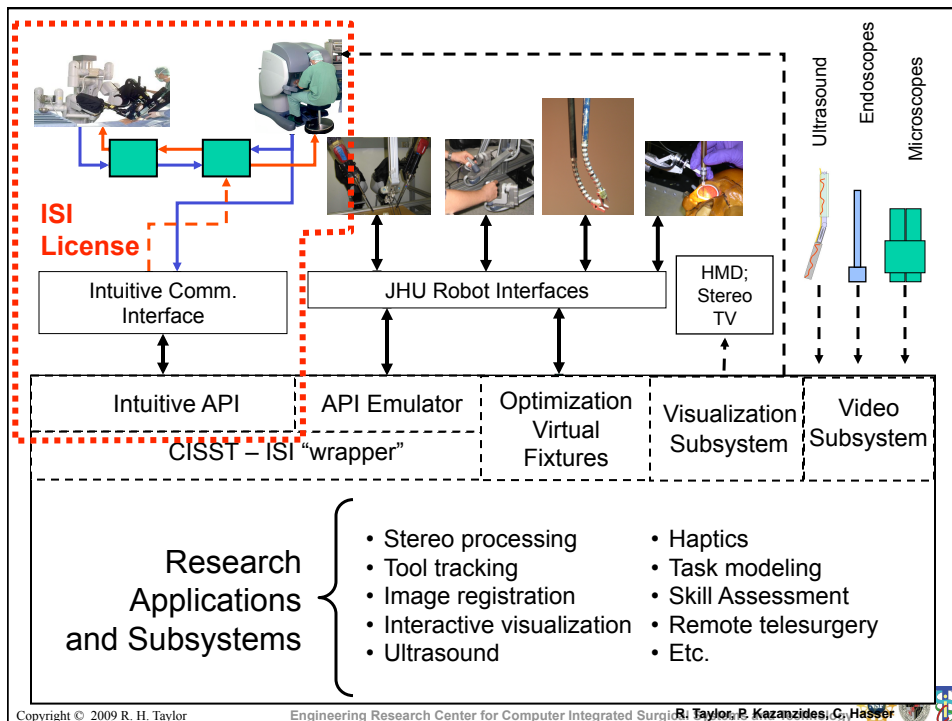 Ultrasound
Endoscopes
Microscopes
ISI
License
Intuitive Comm.
Interface
JHU Robot Interfaces
HMD;
Stereo
TV
Intuitive API
API Emulator
Optimization
Virtual
Fixtures
Visualization
Subsystem
Video
Subsystem
CISST – ISI “wrapper”
Research
Applications
and Subsystems
• Stereo processing
• Tool tracking
• Image registration
• Interactive visualization
• Ultrasound
• Haptics
• Task modeling
• Skill Assessment
• Remote telesurgery
• Etc.
Copyright © 2009 R. H. Taylor
Engineering Research Center for Computer Integrated Surgical Systems and Technology
R. Taylor, P. Kazanzides, C. Hasser